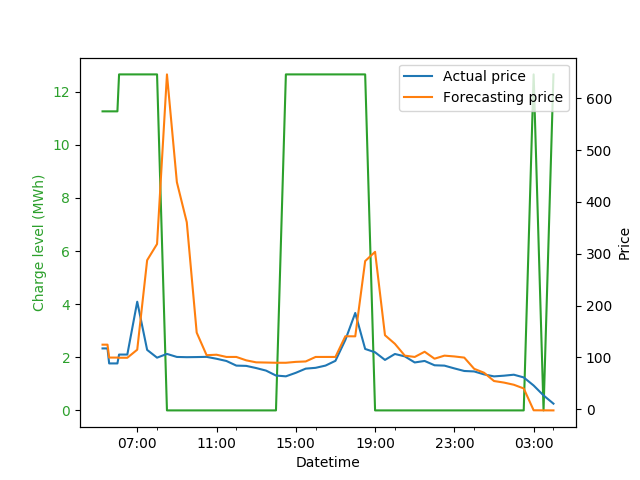 Actual price
Forecasting price
12
10
8
6
4
2
0
600
500
400
300
200
100
0
Charge level (MWh)
Price
07:00 11:00 15:00 19:00 23:00 03:00
Datetime